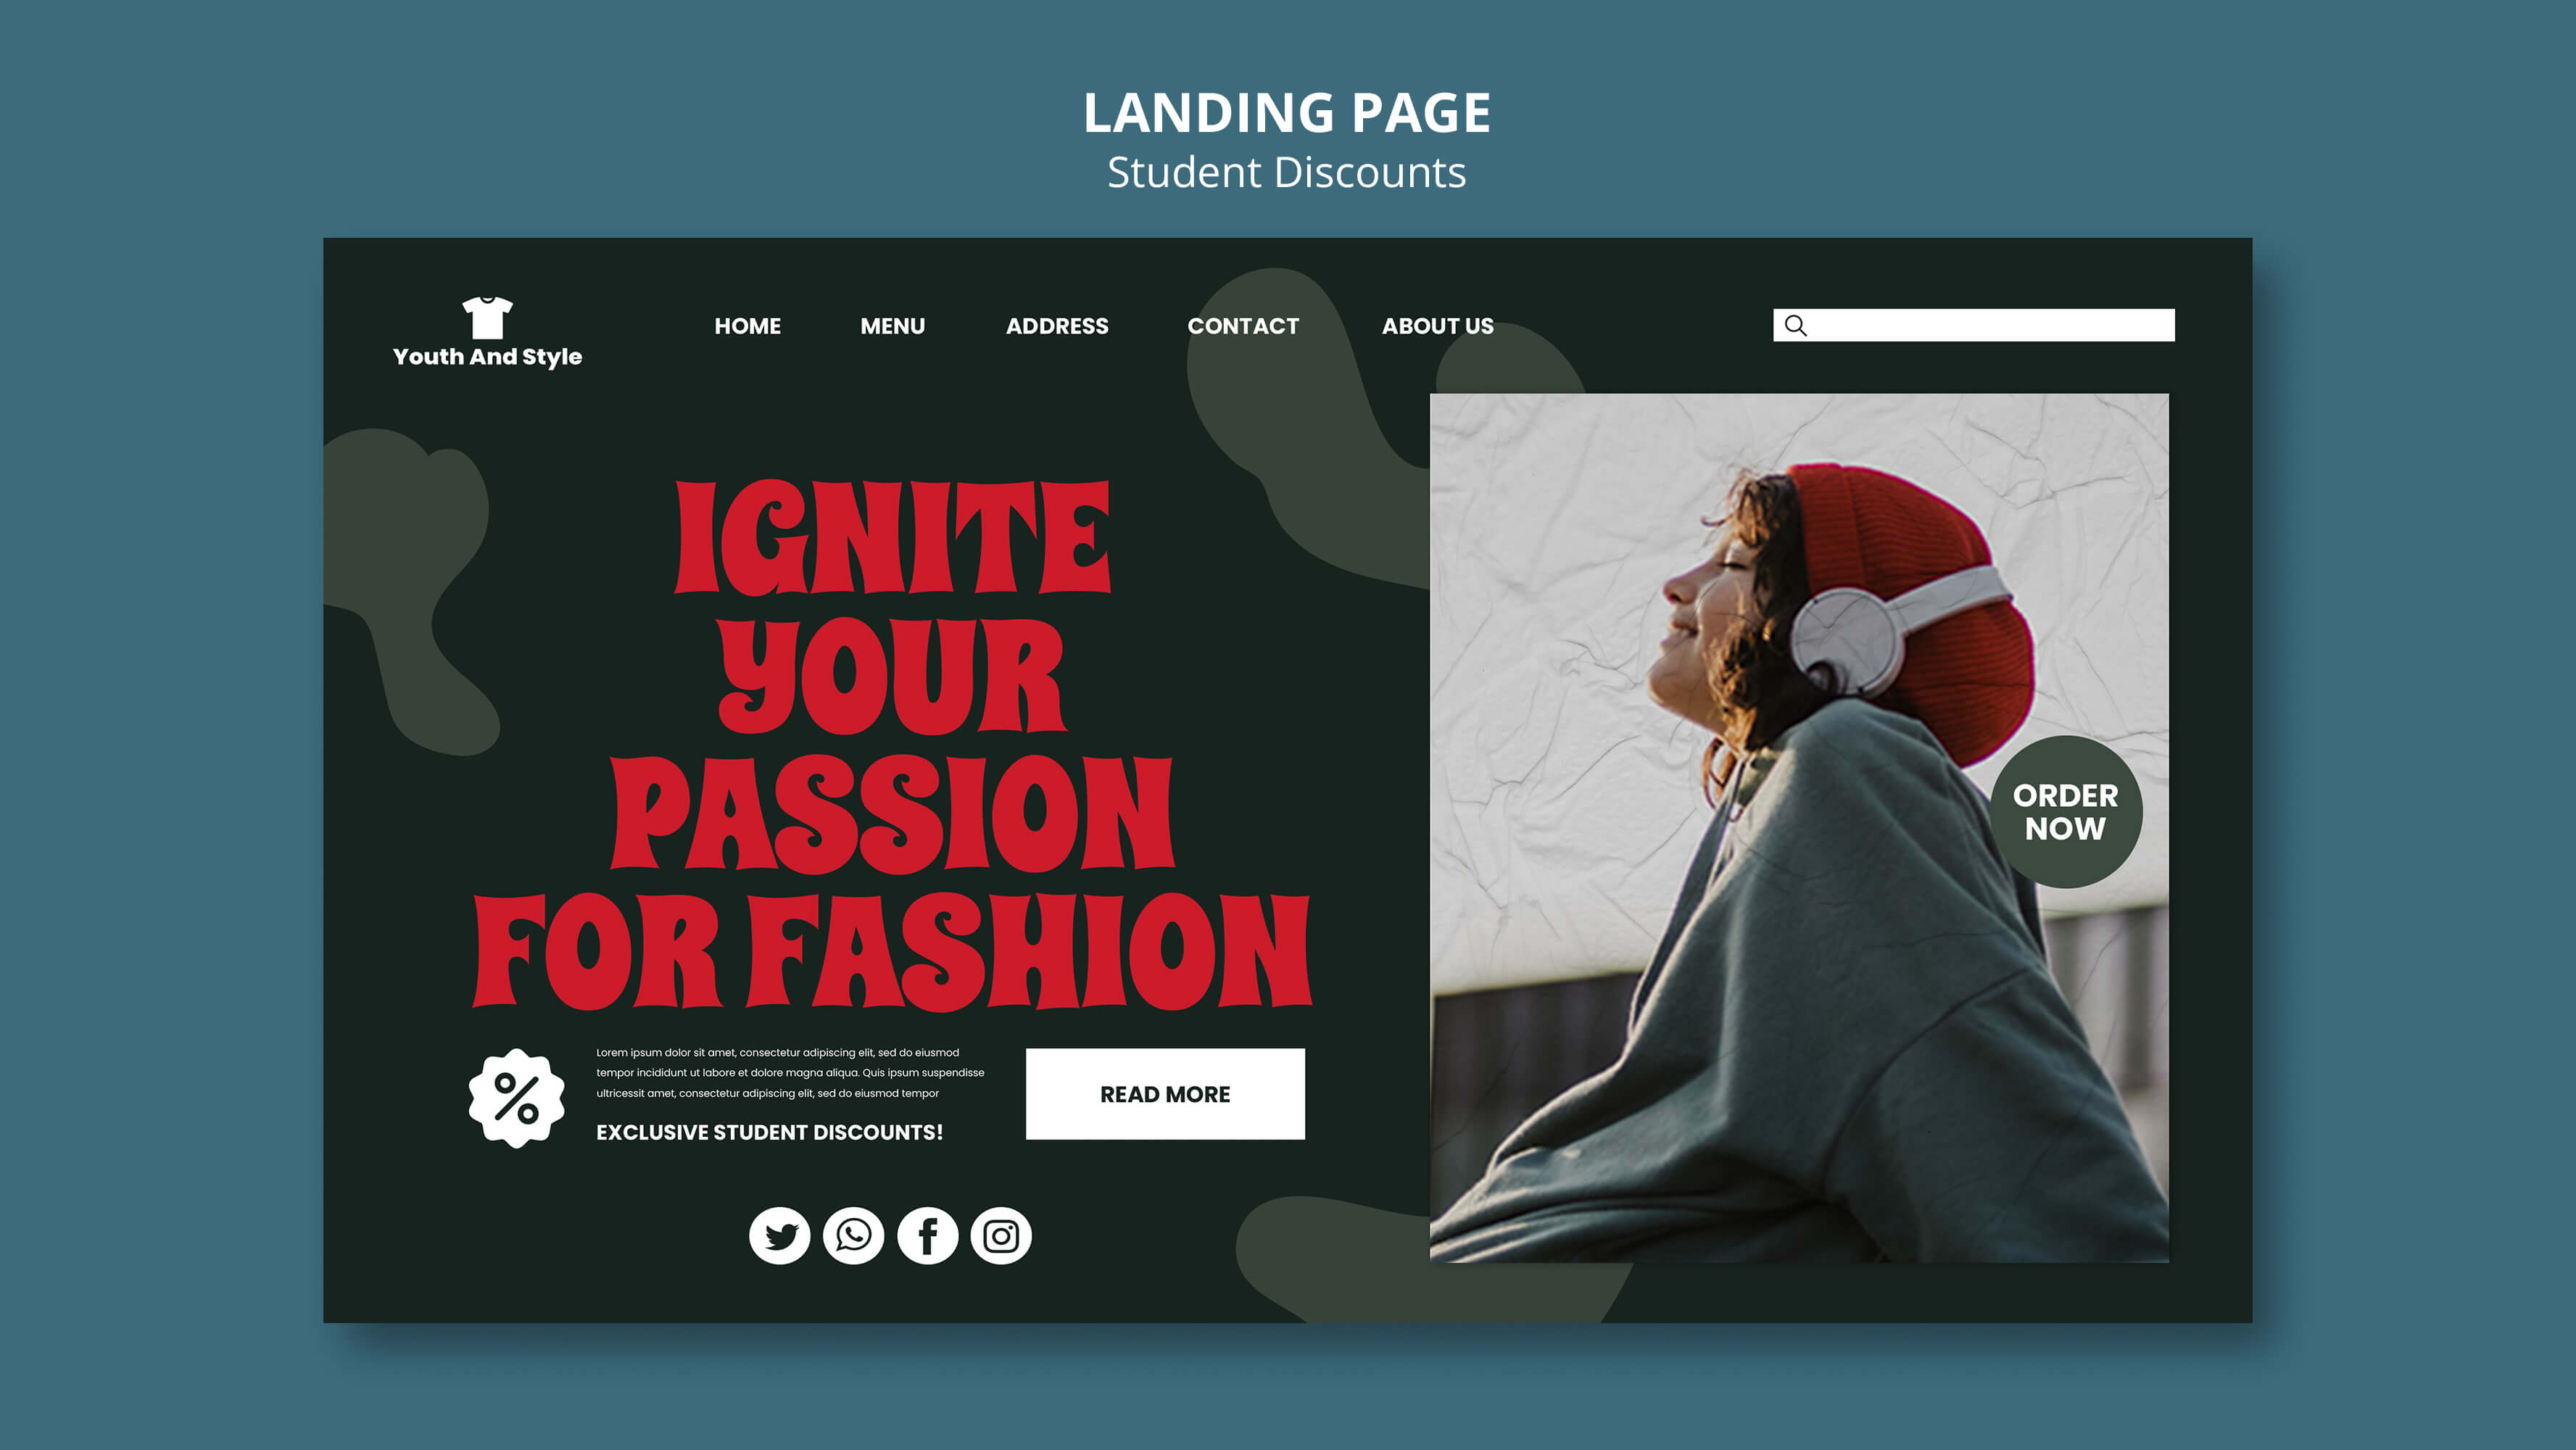 LANDING PAGE
Student Discounts
Youth And Style
HOME MENU ADDRESS CONTACT ABOUT US
IGNITE
YOUR
PASSION
FOR FASHION
ORDER
NOW
Lorem ipsum dolor sit amet, consectetur adipiscing elit, sed do eiusmod
tempor incididunt ut labore et dolore magna aliqua. Quis ipsum suspendisse
ultricessit amet, consectetur adipiscing elit, sed do eiusmod tempor
EXCLUSIVE STUDENT DISCOUNTS!
READ MORE